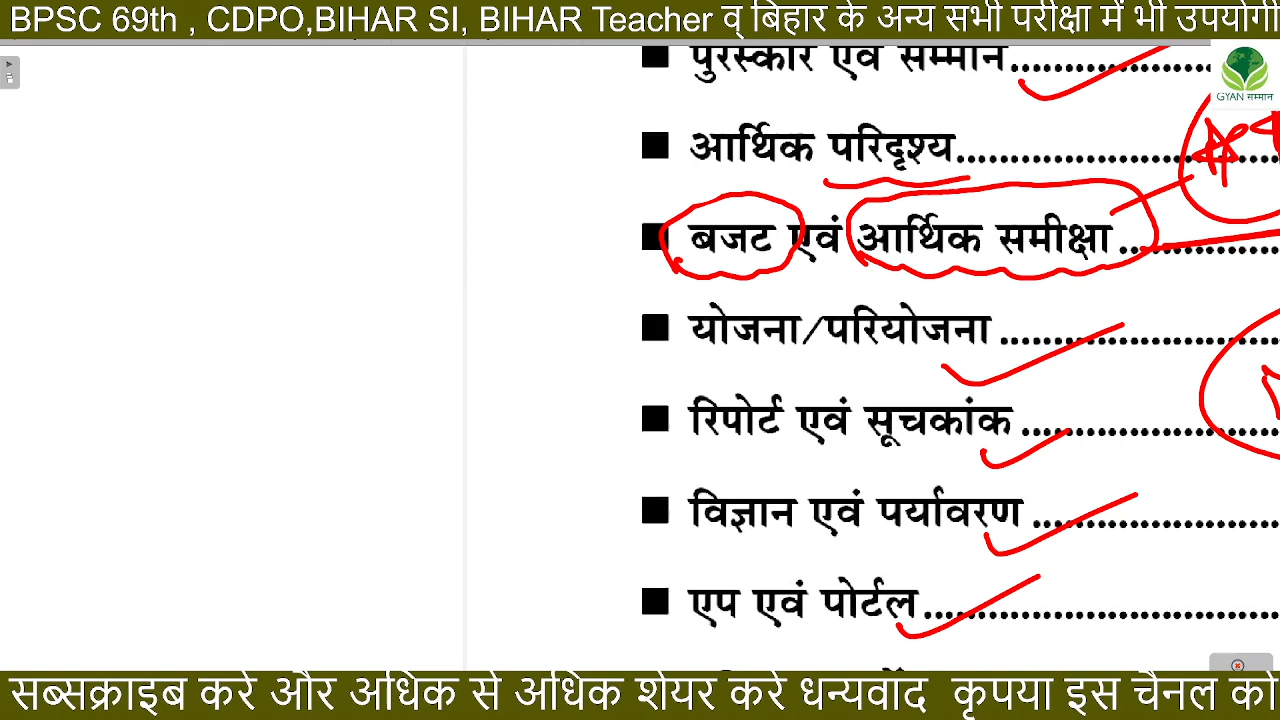 BPSC 69th , CDPO,BIHAR SI, BIHAR Teacher व् बिहार के अन्य सभी परीक्षा में भी उपयोगी
पुरस्कार एवं सम्मान
GYAN सम्मान
आर्थिक परिदृश्य
बजट एवं आर्थिक समीक्षा
योजना/परियोजना
रिपोर्ट एवं सूचकांक
विज्ञान एवं पर्यावरण
एप एवं पोर्टल
सब्सक्राइब करे और अधिक से अधिक शेयर करे धन्यवाद कृपया इस चैनल को